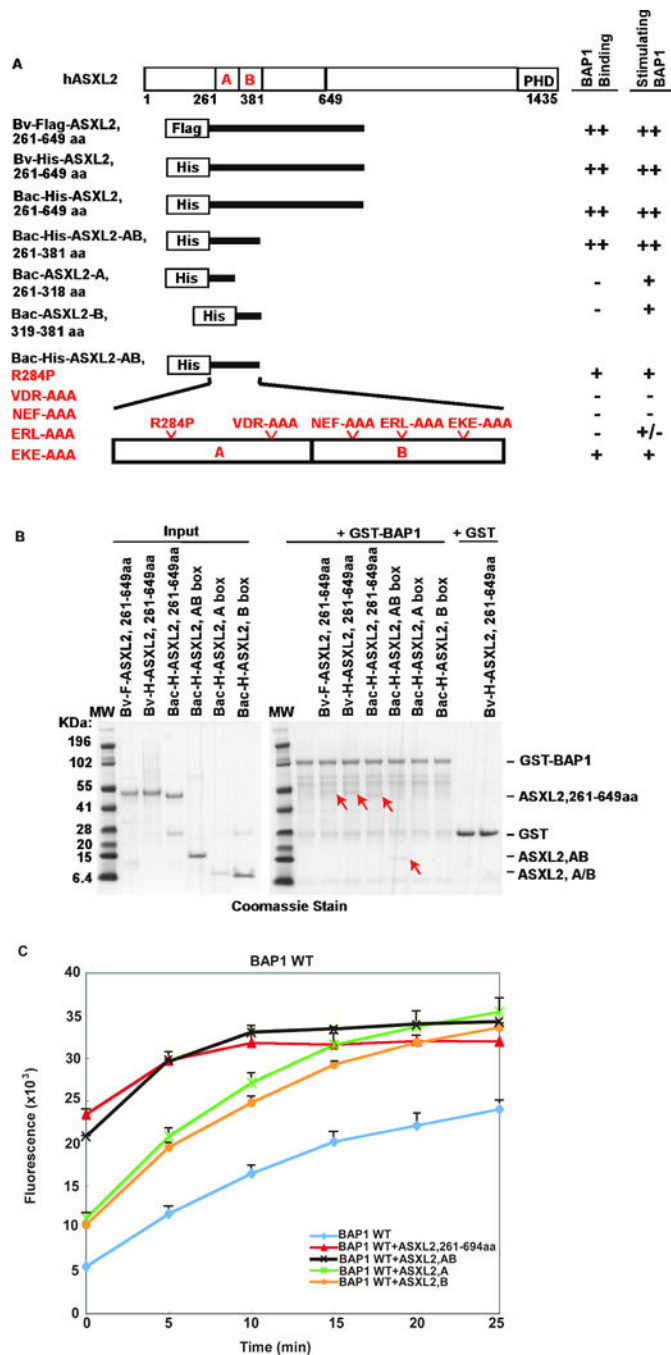 A
hASXL2
A B PHD
1 261 381 649 1435
BAP1 Binding
Stimulating BAP1
Bv-Flag-ASXL2, 261-649 aa Flag ++ ++
Bv-His-ASXL2, 261-649 aa His ++ ++
Bac-His-ASXL2, 261-649 aa His ++ ++
Bac-His-ASXL2-AB, 261-381 aa His ++ ++
Bac-ASXL2-A, 261-318 aa His - +
Bac-ASXL2-B, 319-381 aa His - +
Bac-His-ASXL2-AB, His
R284P + +
VDR-AAA - -
NEF-AAA - -
ERL-AAA - +/-
EKE-AAA + +
R284P VDR-AAA NEF-AAA ERL-AAA EKE-AAA
A B
B
Input
+ GST-BAP1
+ GST
MW
Bv-F-ASXL2, 261-649aa
Bv-H-ASXL2, 261-649aa
Bac-H-ASXL2, 261-649aa
Bac-H-ASXL2, AB box
Bac-H-ASXL2, A box
Bac-H-ASXL2, B box
MW
Bv-F-ASXL2, 261-649aa
Bv-H-ASXL2, 261-649aa
Bac-H-ASXL2, 261-649aa
Bac-H-ASXL2, AB box
Bac-H-ASXL2, A box
Bac-H-ASXL2, B box
Bv-H-ASXL2, 261-649aa
KDa:
196
102
55
41
28
20
15
6.4
GST-BAP1
ASXL2,261-649aa
GST
ASXL2,AB
ASXL2, A/B
Coomassie Stain
C
BAP1 WT
Fluorescence (x10³)
40
35
30
25
20
15
10
5
0
BAP1 WT
BAP1 WT+ASXL2,261-694aa
BAP1 WT+ASXL2,AB
BAP1 WT+ASXL2,A
BAP1 WT+ASXL2,B
0 5 10 15 20 25
Time (min)